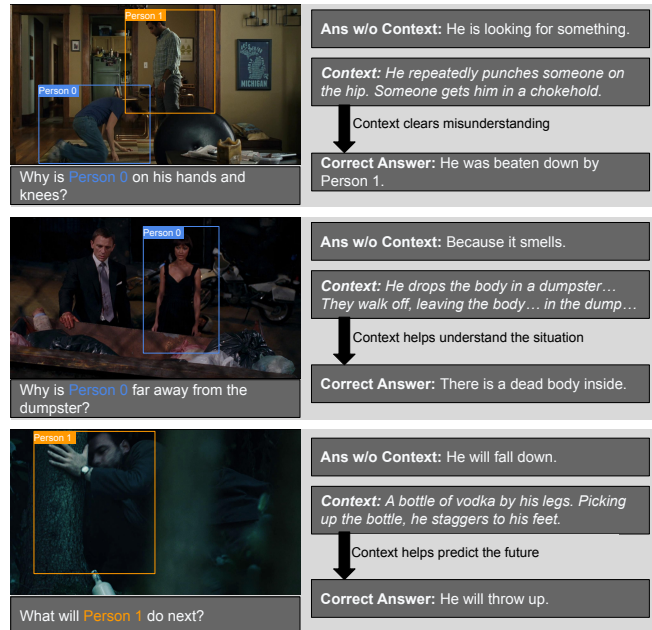 Person 1
Person 0
MICHIGAN
Why is Person 0 on his hands and
knees?
Ans w/o Context: He is looking for something.
Context: He repeatedly punches someone on
the hip. Someone gets him in a chokehold.
Context clears misunderstanding
Correct Answer: He was beaten down by
Person 1.
Person 0
Why is Person 0 far away from the
dumpster?
Ans w/o Context: Because it smells.
Context: He drops the body in a dumpster…
They walk off, leaving the body… in the dump…
Context helps understand the situation
Correct Answer: There is a dead body inside.
Person 1
What will Person 1 do next?
Ans w/o Context: He will fall down.
Context: A bottle of vodka by his legs. Picking
up the bottle, he staggers to his feet.
Context helps predict the future
Correct Answer: He will throw up.